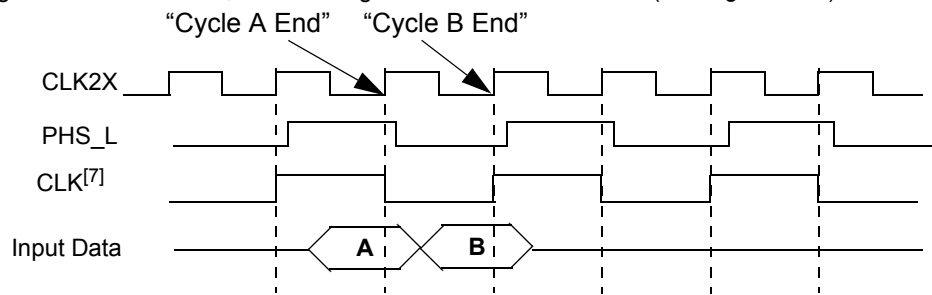 “Cycle A End” “Cycle B End”
CLK2X
PHS_L
CLK[7]
Input Data
A
B